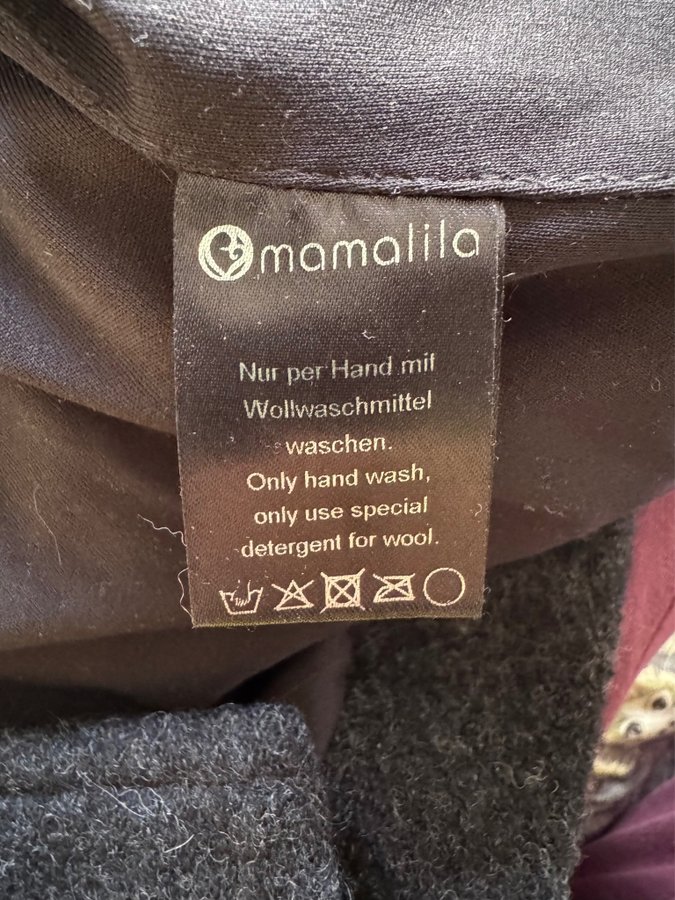 mamalila
Nur per Hand mit
Wollwaschmittel
waschen.
Only hand wash,
only use special
detergent for wool.